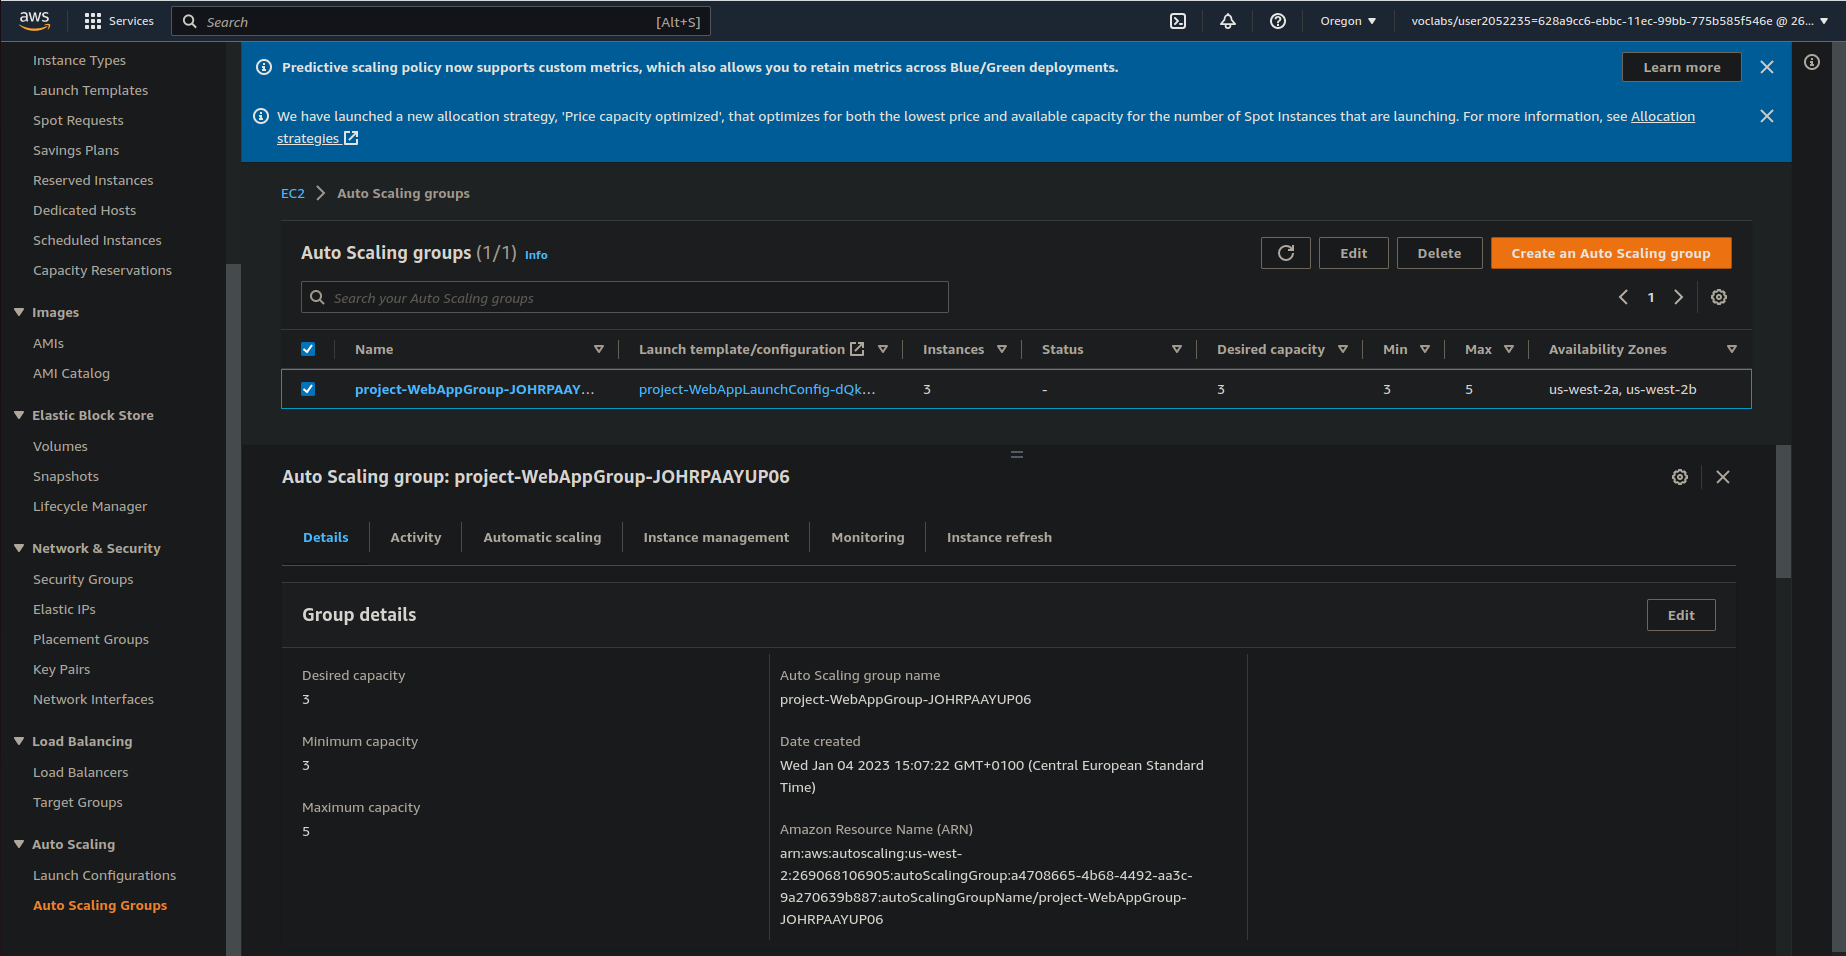 aws Services Search [Alt+S] Oregon voclabs/user2052235=628a9cc6-ebbc-11ec-99bb-775b585f546e @ 26...
Instance Types
Launch Templates
Spot Requests
Savings Plans
Reserved Instances
Dedicated Hosts
Scheduled Instances
Capacity Reservations
Images
AMIs
AMI Catalog
Elastic Block Store
Volumes
Snapshots
Lifecycle Manager
Network & Security
Security Groups
Elastic IPs
Placement Groups
Key Pairs
Network Interfaces
Load Balancing
Load Balancers
Target Groups
Auto Scaling
Launch Configurations
Auto Scaling Groups
Predictive scaling policy now supports custom metrics, which also allows you to retain metrics across Blue/Green deployments. Learn more
We have launched a new allocation strategy, 'Price capacity optimized', that optimizes for both the lowest price and available capacity for the number of Spot Instances that are launching. For more information, see Allocation
strategies
EC2 Auto Scaling groups
Auto Scaling groups (1/1) Info Edit Delete Create an Auto Scaling group
Search your Auto Scaling groups 1
Name Launch template/configuration Instances Status Desired capacity Min Max Availability Zones
project-WebAppGroup-JOHRPAAY... project-WebAppLaunchConfig-dQk... 3 - 3 3 5 us-west-2a, us-west-2b
Auto Scaling group: project-WebAppGroup-JOHRPAAYUP06
Details Activity Automatic scaling Instance management Monitoring Instance refresh
Group details Edit
Desired capacity
3
Minimum capacity
3
Maximum capacity
5
Auto Scaling group name
project-WebAppGroup-JOHRPAAYUP06
Date created
Wed Jan 04 2023 15:07:22 GMT+0100 (Central European Standard
Time)
Amazon Resource Name (ARN)
arn:aws:autoscaling:us-west-
2:269068106905:autoScalingGroup:a4708665-4b68-4492-aa3c-
9a270639b887:autoScalingGroupName/project-WebAppGroup-
JOHRPAAYUP06